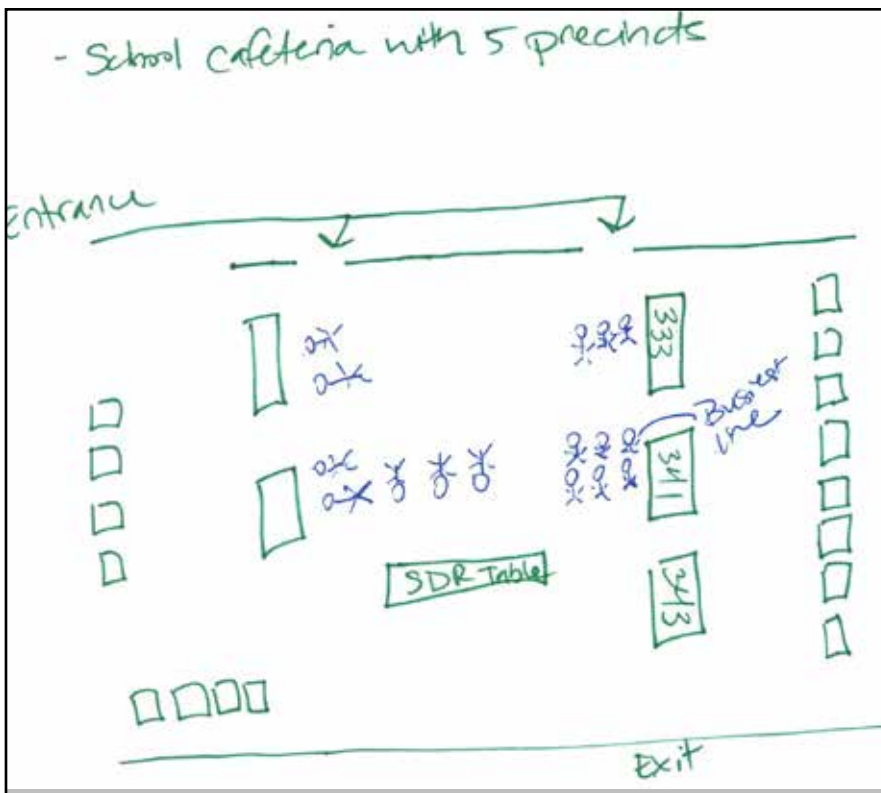 - School cafeteria with 5 precincts
Entrance
333
Busiest
line
341
SDR Table
343
Exit